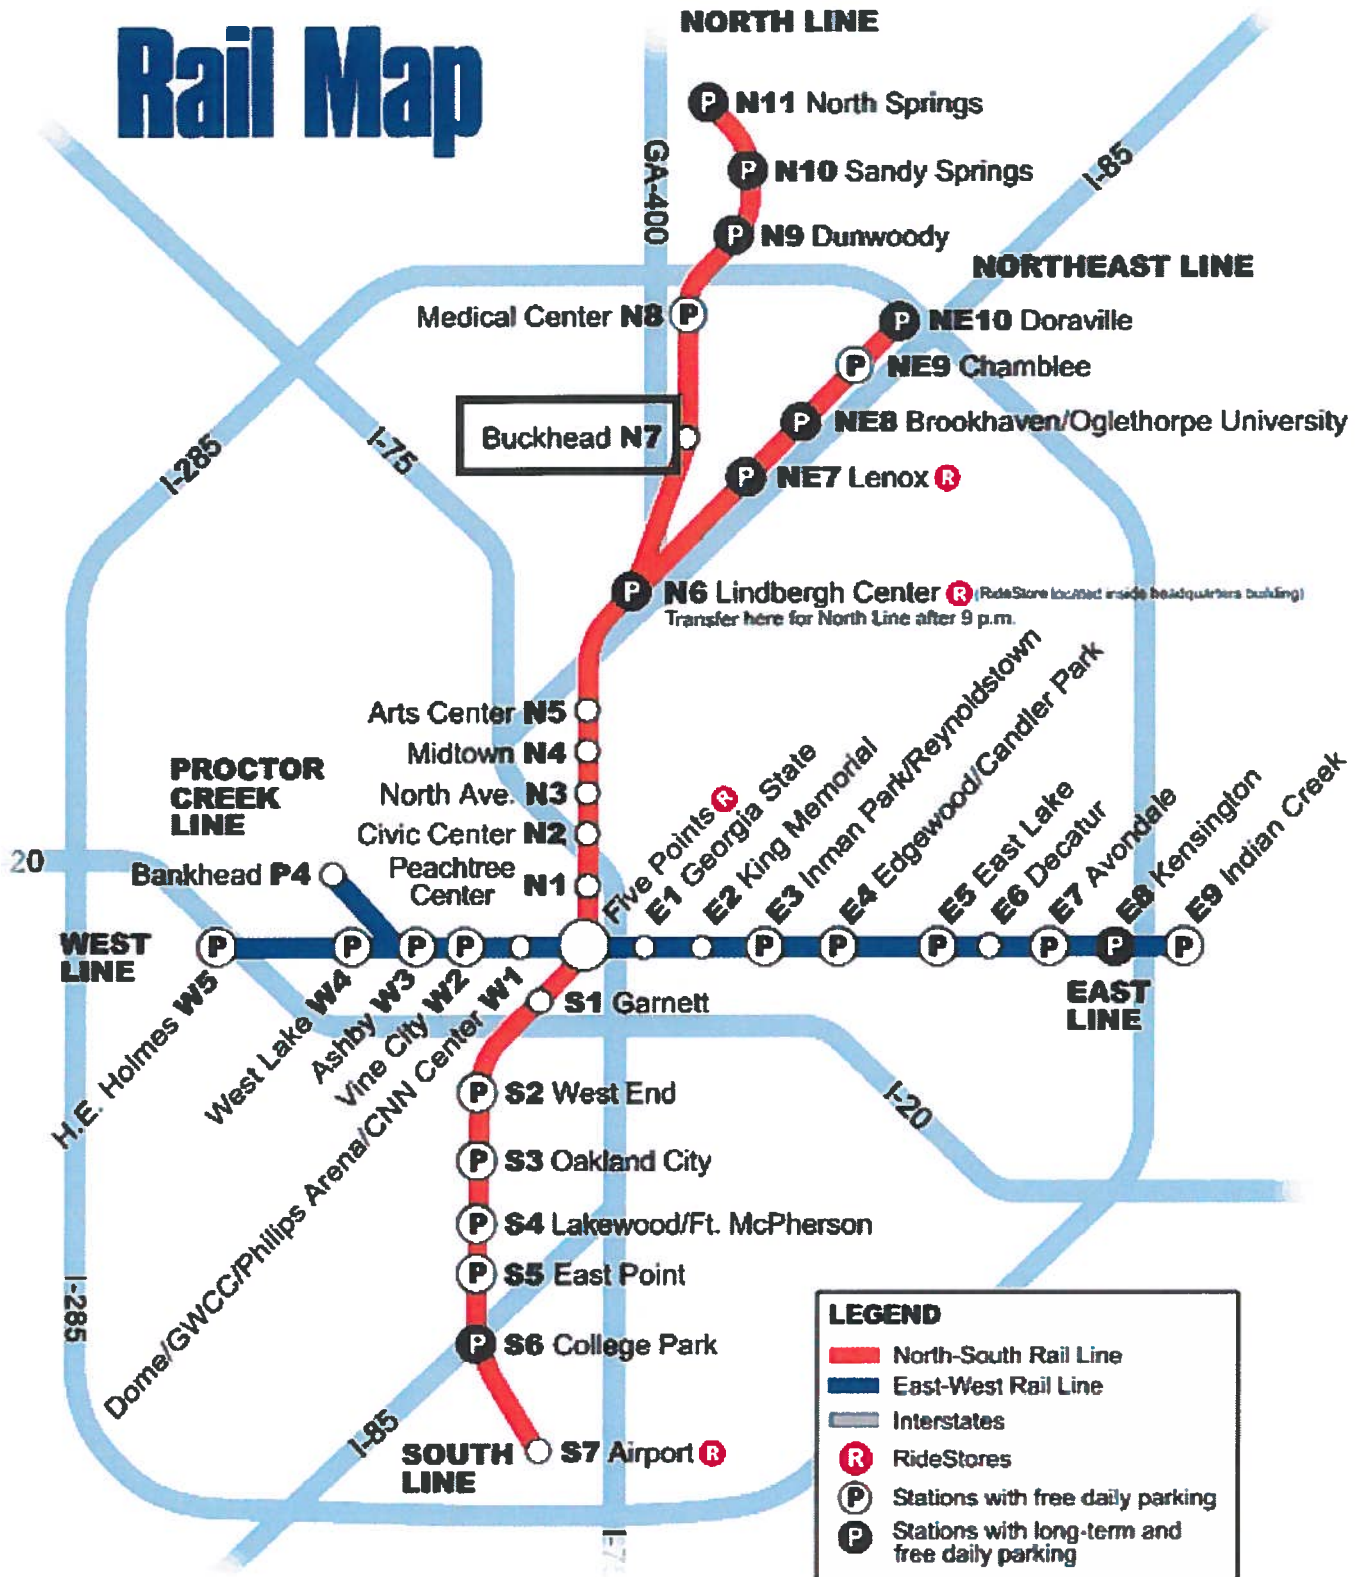 Rail Map
NORTH LINE
N11 North Springs
N10 Sandy Springs
N9 Dunwoody
GA-400
I-85
NORTHEAST LINE
Medical Center N8
NE10 Doraville
NE9 Chamblee
NE8 Brookhaven/Oglethorpe University
Buckhead N7
NE7 Lenox R
I-285
I-75
N6 Lindbergh Center R (RideStore located inside headquarters building)
Transfer here for North Line after 9 p.m.
Arts Center N5
Midtown N4
North Ave. N3
Civic Center N2
Peachtree
Center N1
PROCTOR
CREEK
LINE
20
Bankhead P4
Five Points R
E1 Georgia State
E2 King Memorial
E3 Inman Park/Reynoldstown
E4 Edgewood/Candler Park
E5 East Lake
E6 Decatur
E7 Avondale
E8 Kensington
E9 Indian Creek
WEST
LINE
EAST
LINE
H.E. Holmes W5
West Lake W4
Ashby W3
Vine City W2
Dome/GWCC/Philips Arena/CNN Center W1
S1 Garnett
S2 West End
S3 Oakland City
S4 Lakewood/Ft. McPherson
S5 East Point
S6 College Park
S7 Airport R
I-20
I-285
I-85
SOUTH
LINE
LEGEND
North-South Rail Line
East-West Rail Line
Interstates
R RideStores
P Stations with free daily parking
P Stations with long-term and
free daily parking